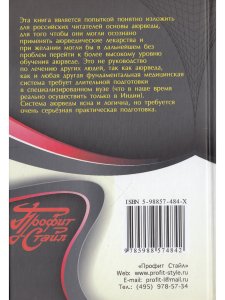 Эта книга является попыткой понятно изложить
для российских читателей основы аюрведы,
для того чтобы они могли осознано
применять аюрведические лекарства и
при желании могли бы в дальнейшем без
проблем перейти к более высокому уровню
обучения аюрведе. Это не руководство
по лечению других людей, так как аюрведа,
как и любая другая фундаментальная медицинская
система требует длительной подготовки
в специализированном вузе (что в наше время
реально осуществить только в Индии).
Система аюрведы ясна и логична, но требуется
очень серьёзная практическая подготовка.
Профит
Стайл
ISBN 5-98857-484-X
9785988574842
«Профит Стайл»
Web: www.profit-style.ru
E-mail: profit-l@mail.ru
Тел.: (495) 978-57-34